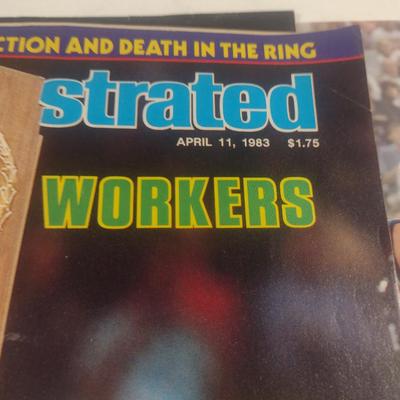 CTION AND DEATH IN THE RING
strated
APRIL 11, 1983 $1.75
WORKERS